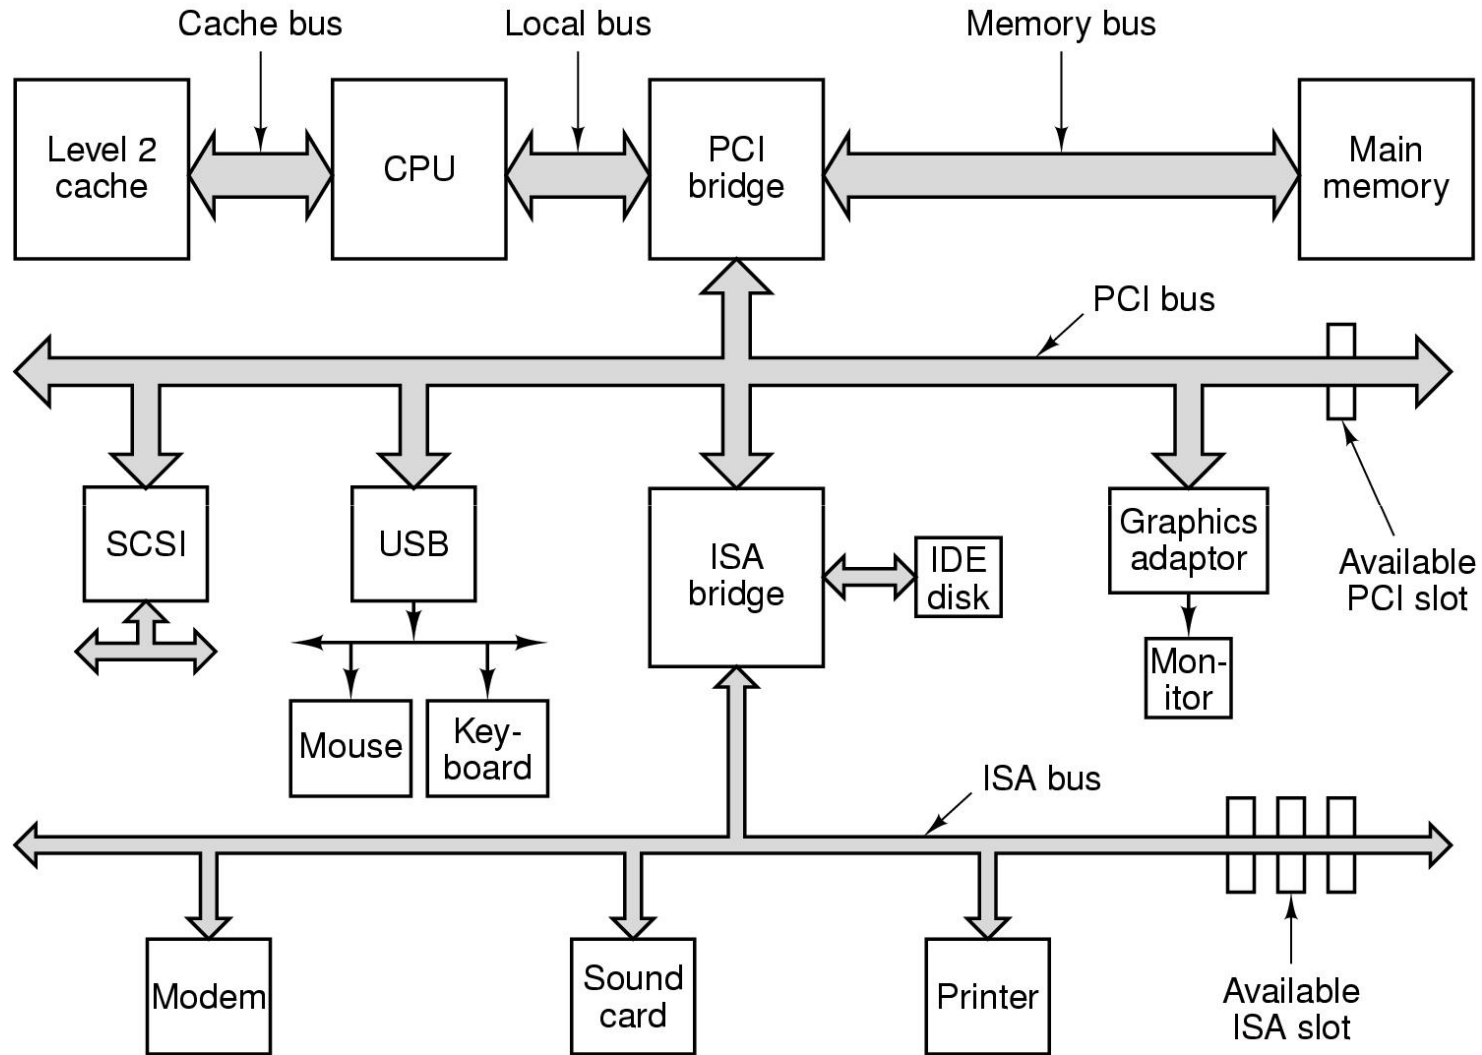 Cache bus
Local bus
Memory bus
Level 2
cache
CPU
PCI
bridge
Main
memory
PCI bus
SCSI
USB
ISA
bridge
IDE
disk
Graphics
adaptor
Available
PCI slot
Mon-
itor
Mouse
Key-
board
ISA bus
Modem
Sound
card
Printer
Available
ISA slot